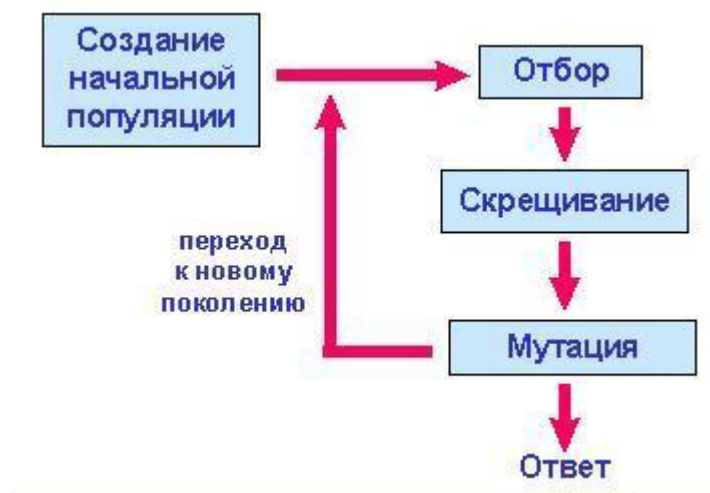 Создание
начальной
популяции
Отбор
Скрещивание
переход
к новому
поколению
Мутация
Ответ